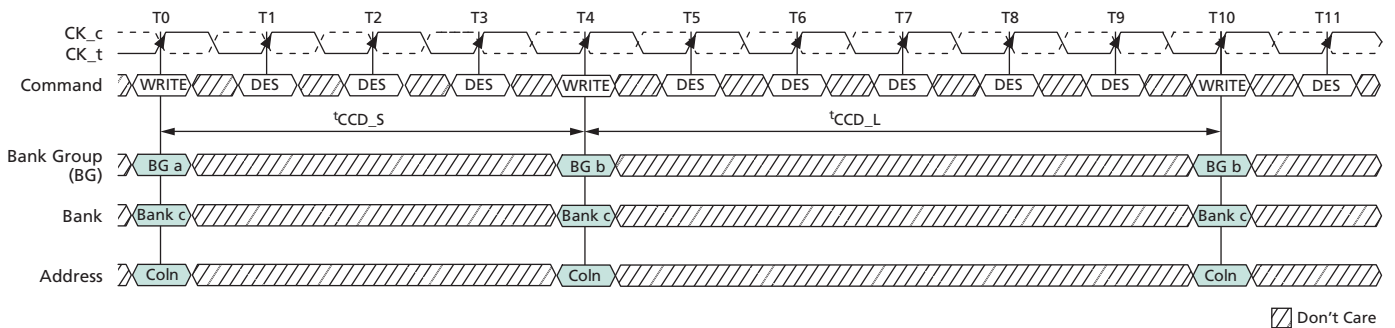 T0 T1 T2 T3 T4 T5 T6 T7 T8 T9 T10 T11
CK_c
CK_t
Command WRITE DES DES DES WRITE DES DES DES DES DES WRITE DES
tCCD_S tCCD_L
Bank Group
(BG) BG a BG b BG b
Bank Bank c Bank c Bank c
Address Coln Coln Coln
Don't Care